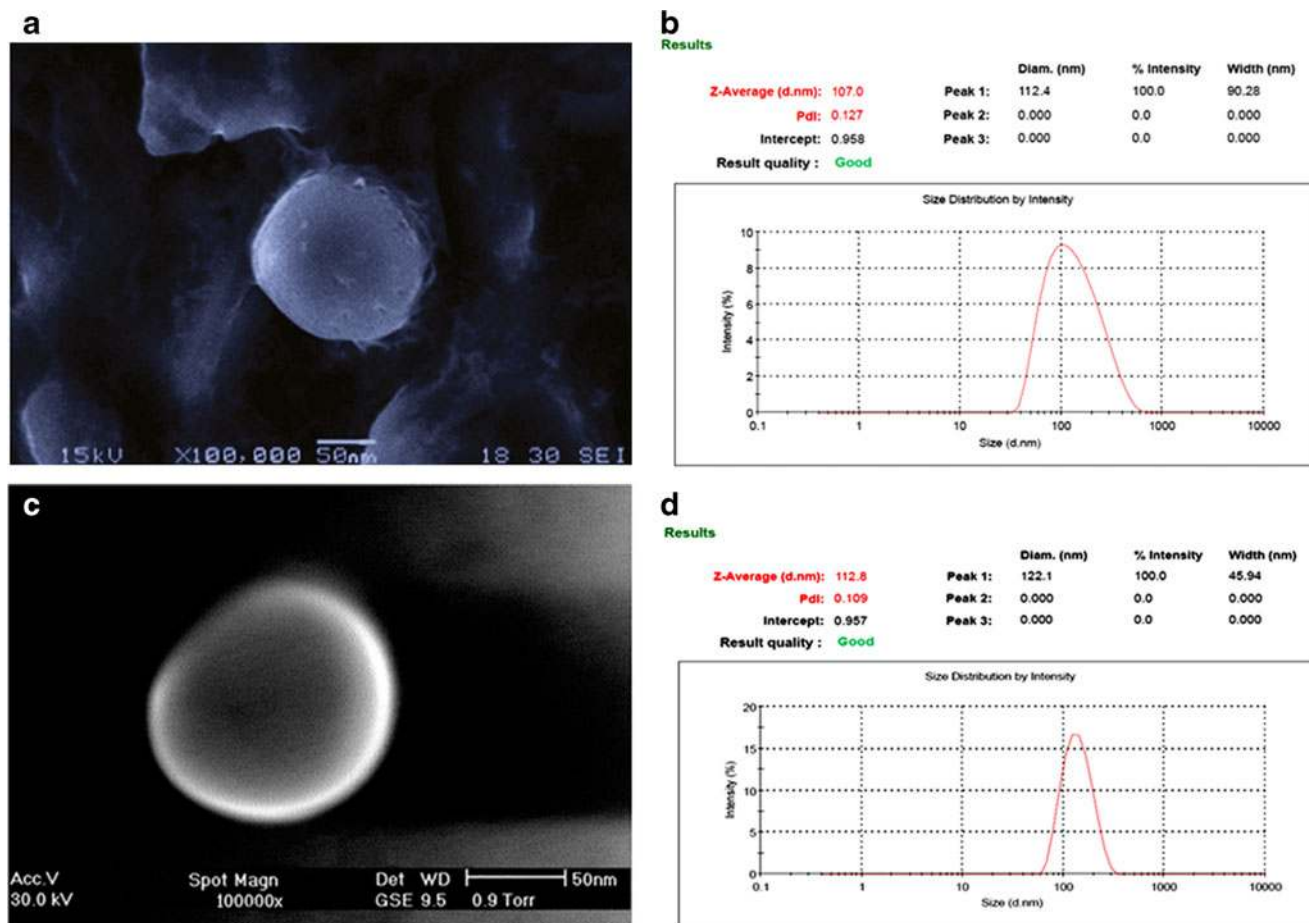 a
15kV X100,000 50nm 18 30 SEI
b
Results
Diam. (nm) % Intensity Width (nm)
Z-Average (d.nm): 107.0 Peak 1: 112.4 100.0 90.28
PdI: 0.127 Peak 2: 0.000 0.0 0.000
Intercept: 0.958 Peak 3: 0.000 0.0 0.000
Result quality : Good
Size Distribution by Intensity
Intensity (%)
10
8
6
4
2
0
0.1 1 10 100 1000 10000
Size (d.nm)
c
Acc.V Spot Magn Det WD 50nm
30.0 kV 100000x GSE 9.5 0.9 Torr
d
Results
Diam. (nm) % Intensity Width (nm)
Z-Average (d.nm): 112.8 Peak 1: 122.1 100.0 45.94
PdI: 0.109 Peak 2: 0.000 0.0 0.000
Intercept: 0.957 Peak 3: 0.000 0.0 0.000
Result quality : Good
Size Distribution by Intensity
Intensity (%)
20
15
10
5
0
0.1 1 10 100 1000 10000
Size (d.nm)